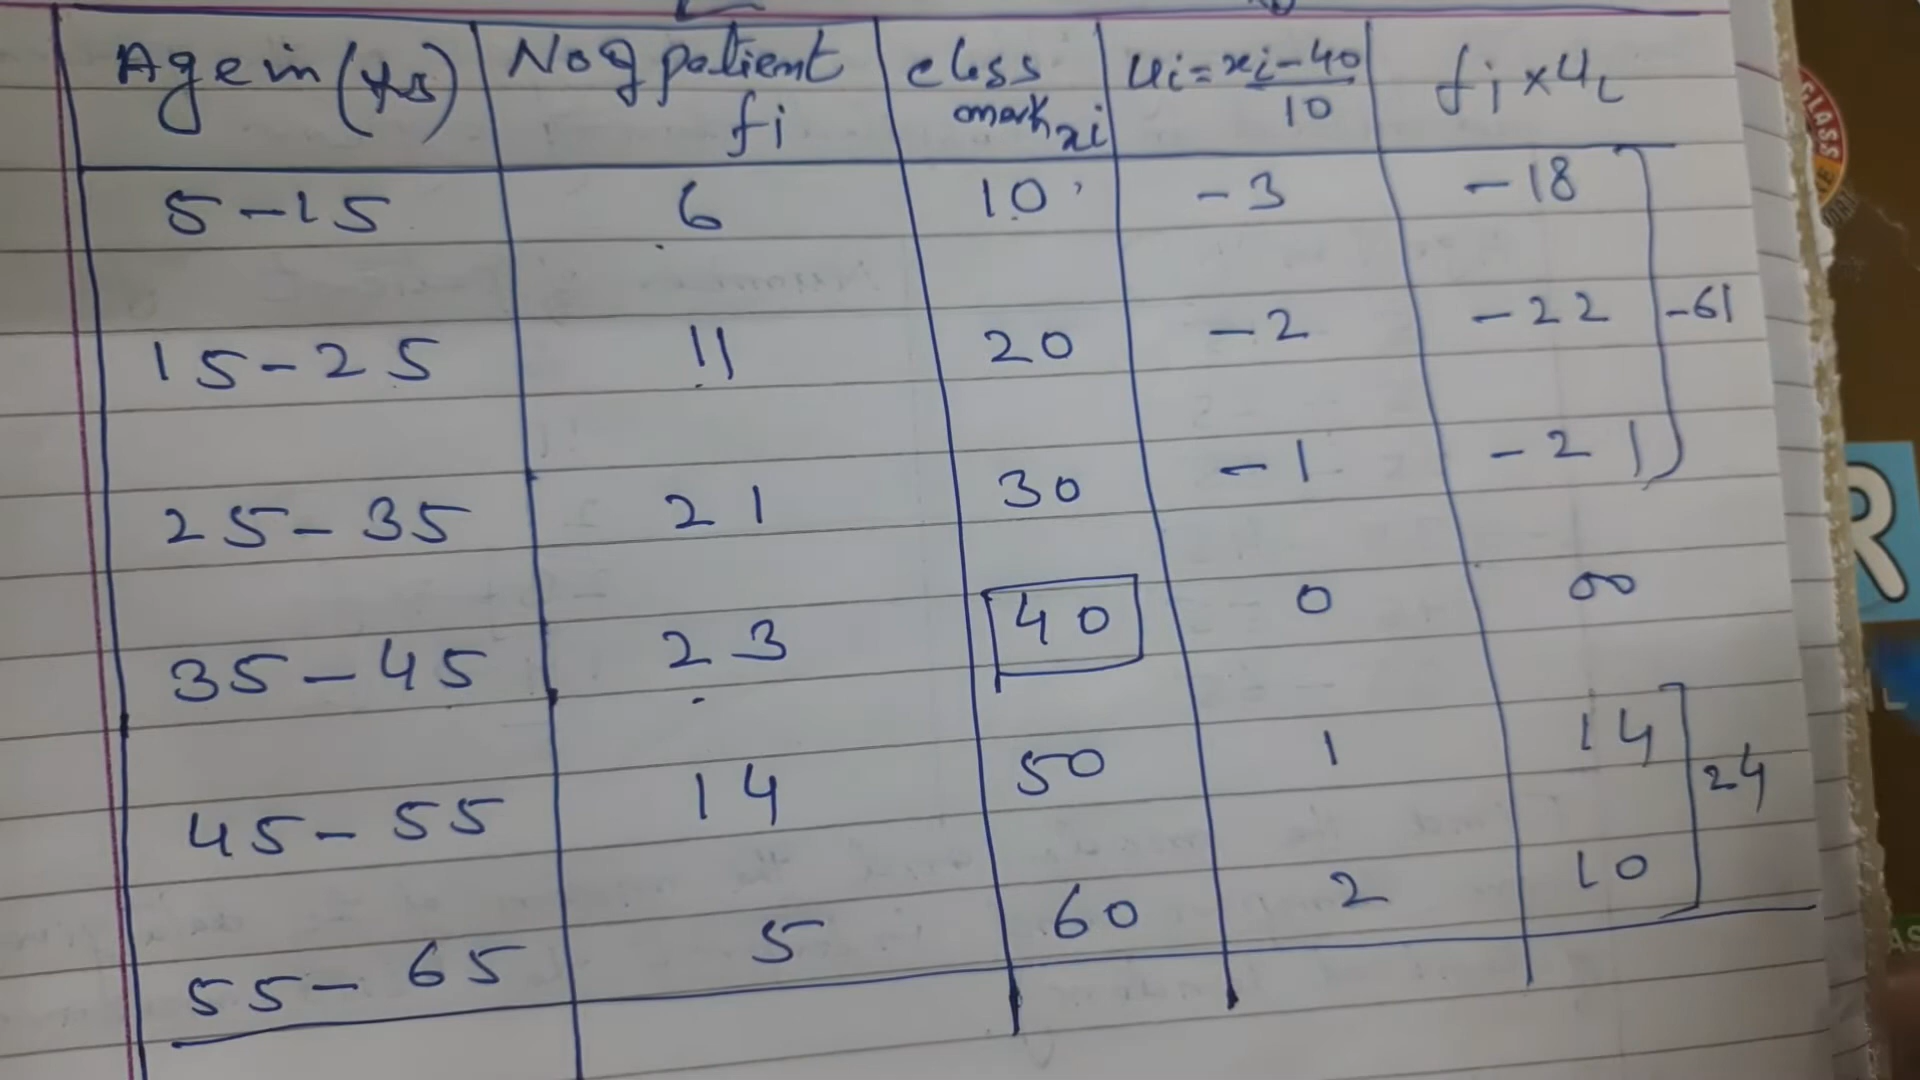 Age in (yrs) No of patient fi class mark xi ui = xi-40/10 fi × ui
5-15 6 10 -3 -18
15-25 11 20 -2 -22 -61
25-35 21 30 -1 -21
35-45 23 40 0 00
45-55 14 50 1 14 24
55-65 5 60 2 10
CLASS
R
AS